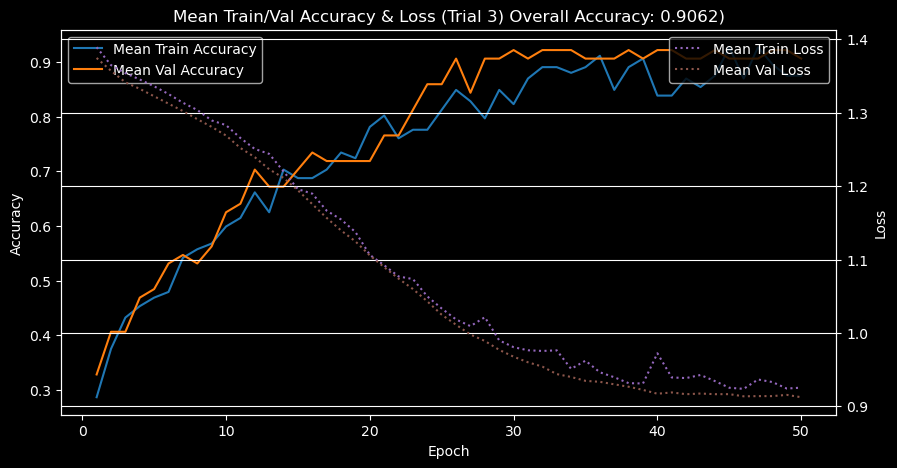 Mean Train/Val Accuracy & Loss (Trial 3) Overall Accuracy: 0.9062)
Mean Train Accuracy
Mean Val Accuracy
Mean Train Loss
Mean Val Loss
Accuracy
0.9
0.8
0.7
0.6
0.5
0.4
0.3
1.4
1.3
1.2
1.1
1.0
0.9
Loss
0
10
20
30
40
50
Epoch